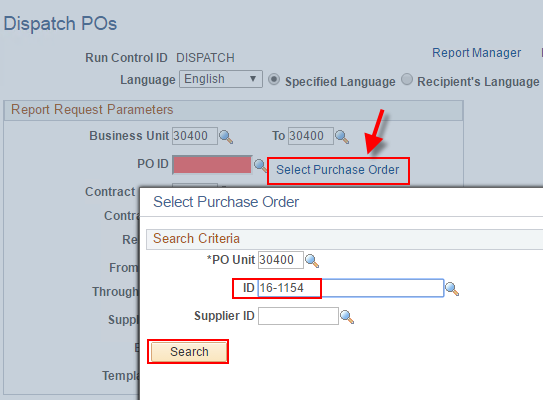 Dispatch POs
Run Control ID DISPATCH
Report Manager
Language English Specified Language Recipient's Language
Report Request Parameters
Business Unit 30400 To 30400
PO ID Select Purchase Order
Contract
Contra
Re
From
Through
Suppl
Templa
Select Purchase Order
Search Criteria
*PO Unit 30400
ID 16-1154
Supplier ID
Search